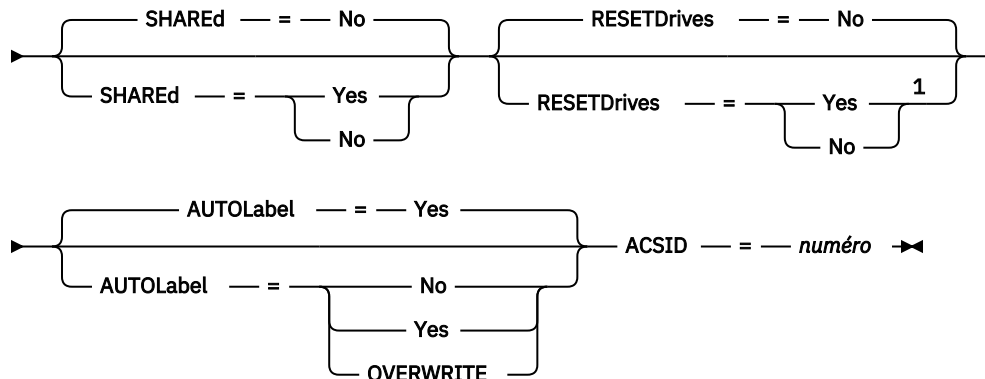 SHAREd = No
RESETDrives = No
SHAREd = Yes
No
RESETDrives = Yes 1
No
AUTOLabel = Yes
ACSID = numéro
AUTOLabel = No
Yes
OVERWRITE